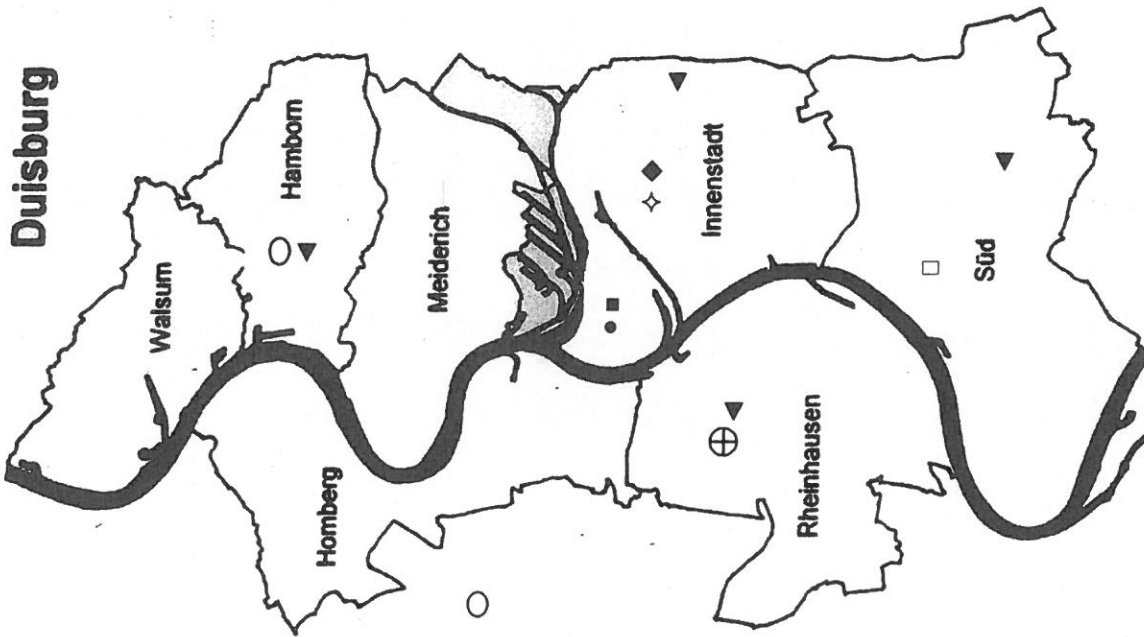 Duisburg
Walsum
Hamborn
Homberg
Meiderich
Innenstadt
Rheinhausen
Süd